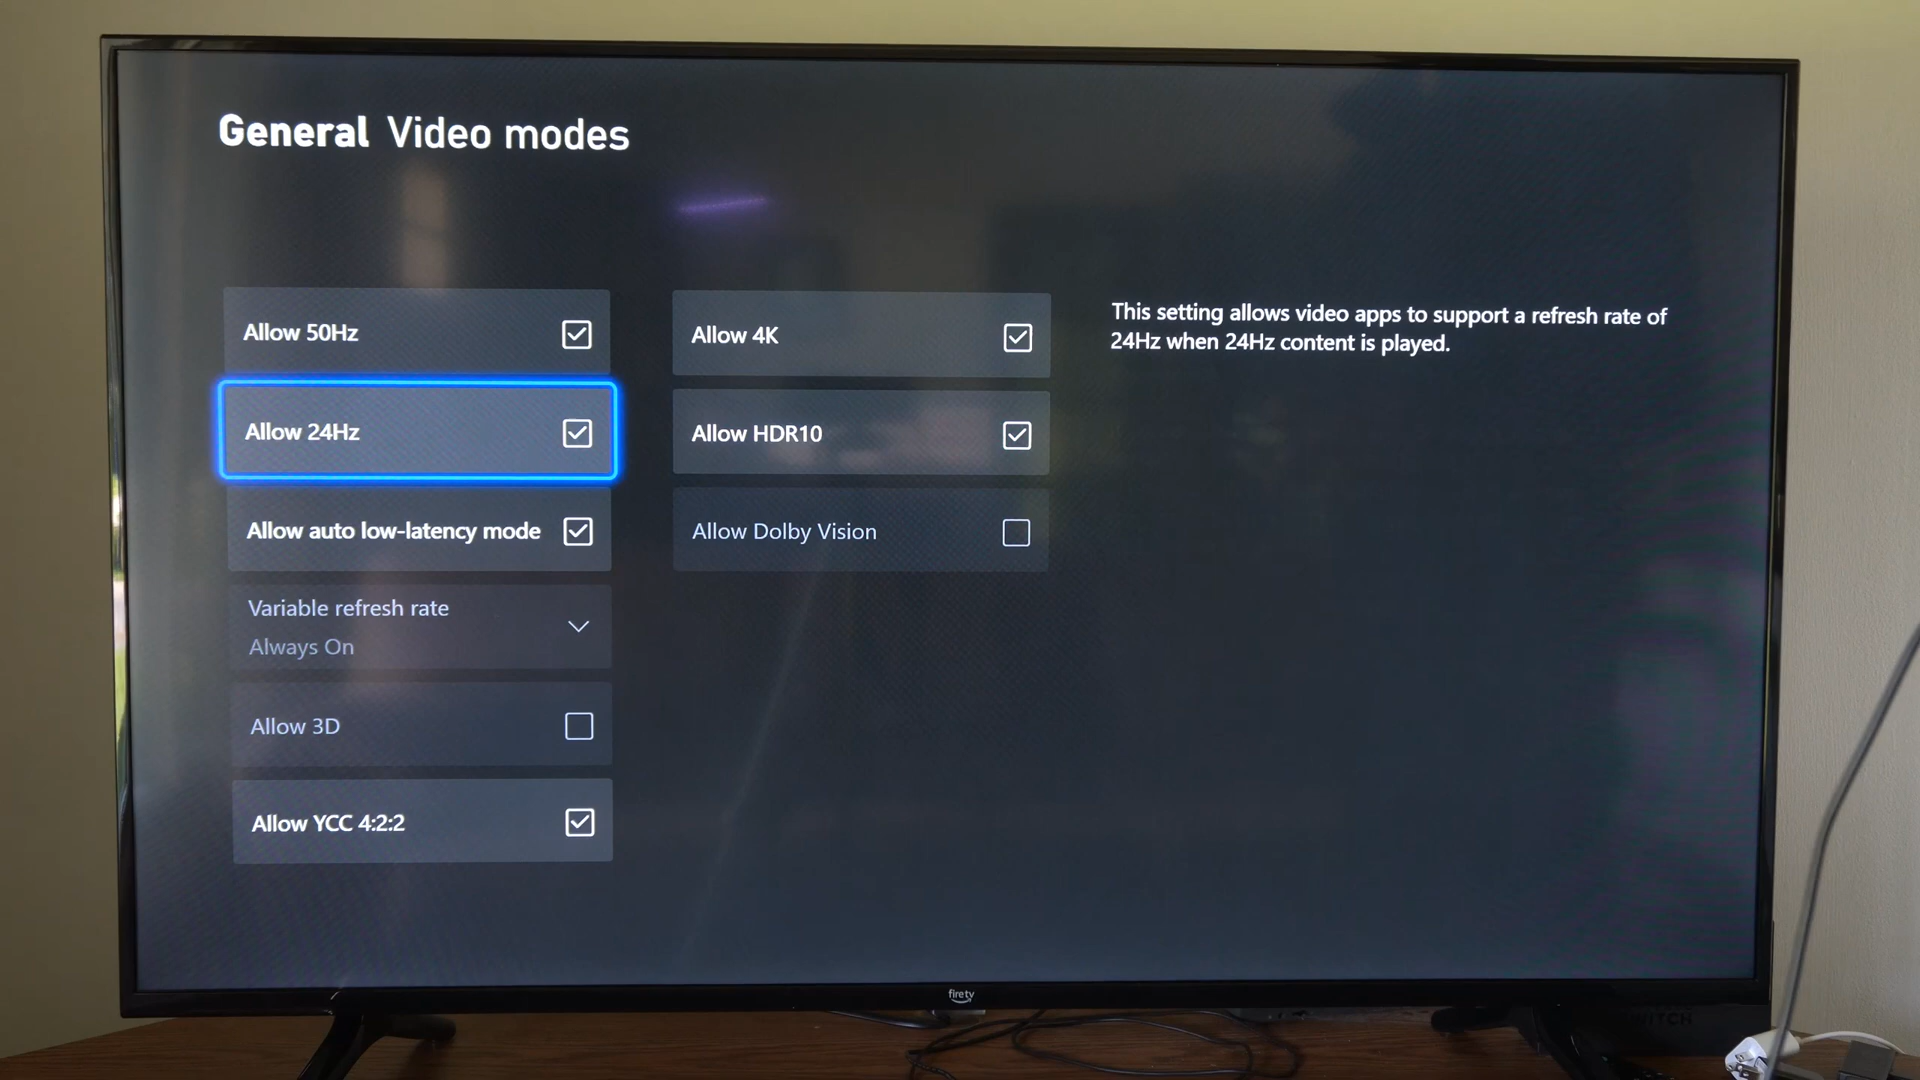 General Video modes
Allow 50Hz
Allow 24Hz
Allow auto low-latency mode
Variable refresh rate
Always On
Allow 3D
Allow YCC 4:2:2
Allow 4K
Allow HDR10
Allow Dolby Vision
This setting allows video apps to support a refresh rate of
24Hz when 24Hz content is played.
fire tv